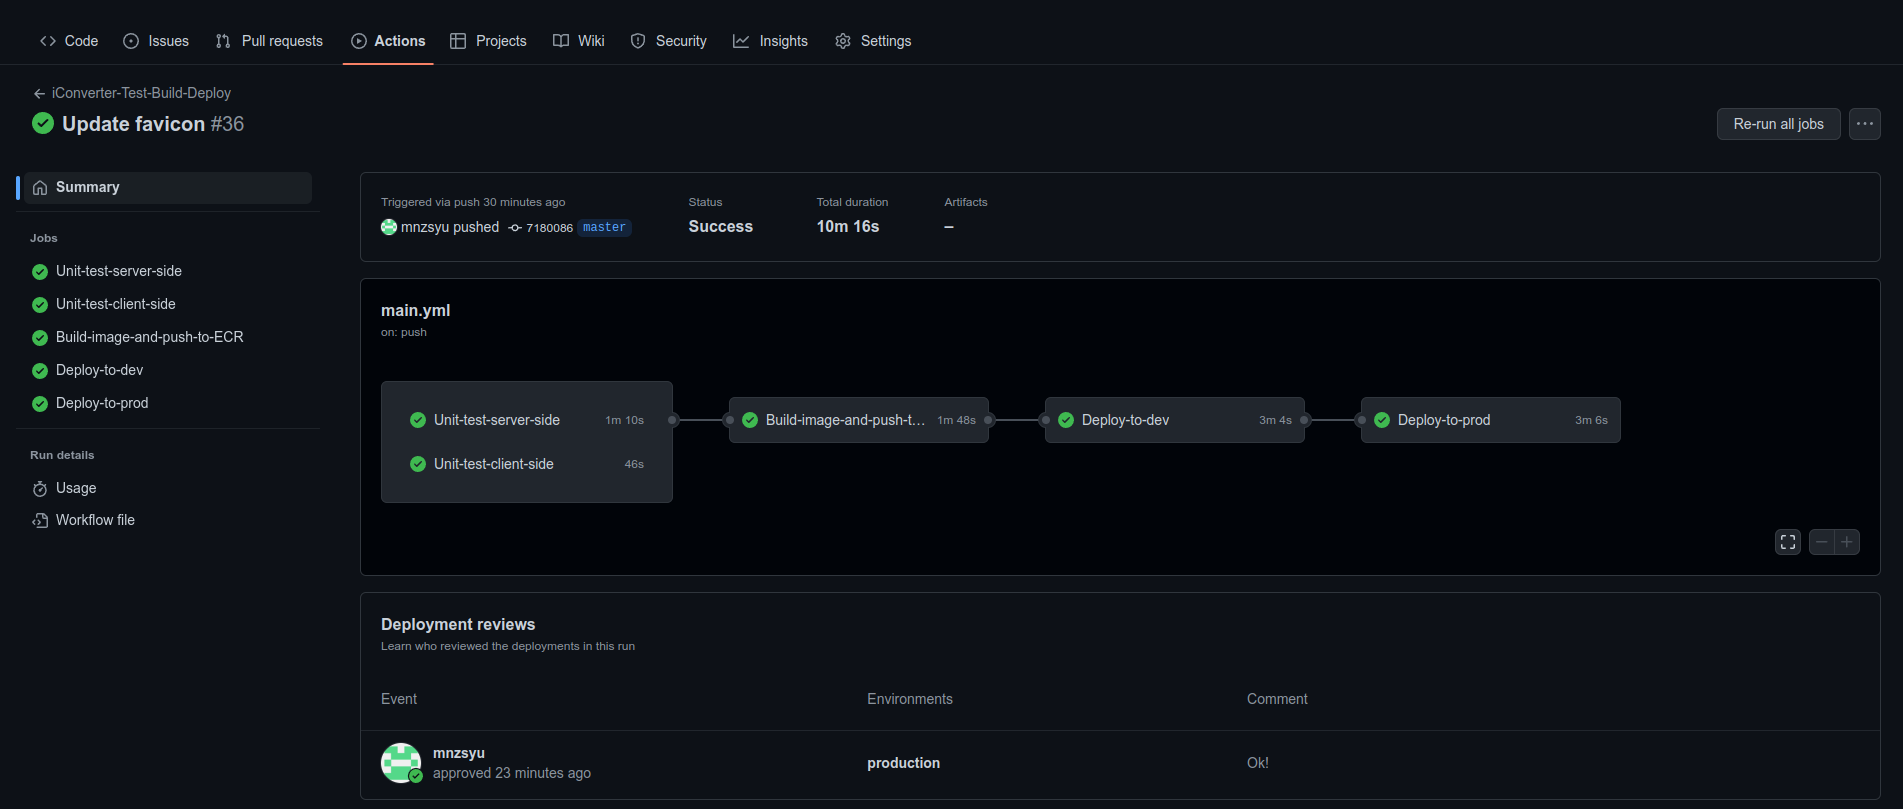 Code Issues Pull requests Actions Projects Wiki Security Insights Settings
iConverter-Test-Build-Deploy
Update favicon #36
Re-run all jobs
Summary
Jobs
Unit-test-server-side
Unit-test-client-side
Build-image-and-push-to-ECR
Deploy-to-dev
Deploy-to-prod
Run details
Usage
Workflow file
Triggered via push 30 minutes ago
mnzsyu pushed 7180086 master
Status
Success
Total duration
10m 16s
Artifacts
–
main.yml
on: push
Unit-test-server-side 1m 10s
Unit-test-client-side 46s
Build-image-and-push-t... 1m 48s
Deploy-to-dev 3m 4s
Deploy-to-prod 3m 6s
Deployment reviews
Learn who reviewed the deployments in this run
Event Environments Comment
mnzsyu
approved 23 minutes ago
production
Ok!